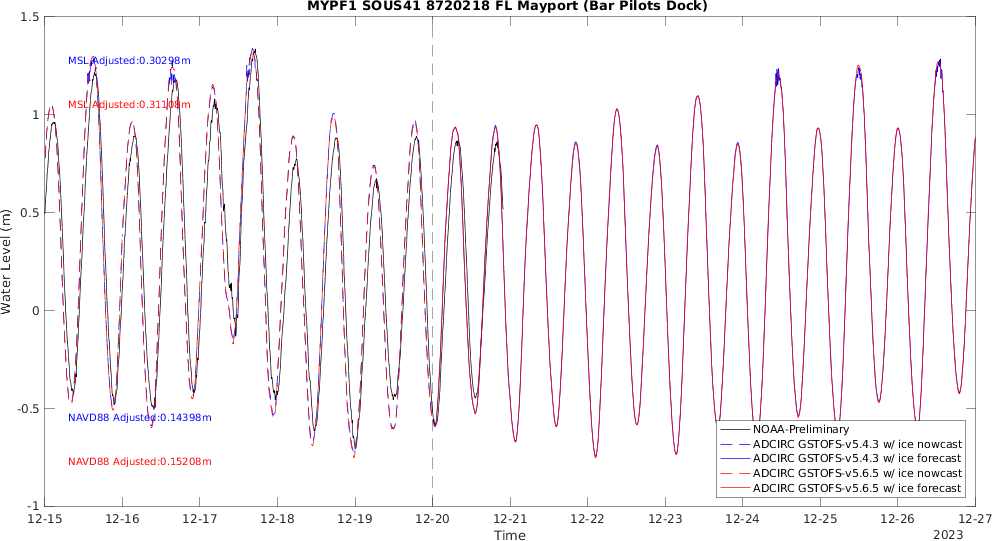 MYPF1 SOUS41 8720218 FL Mayport (Bar Pilots Dock)
1.5
1
0.5
0
-0.5
-1
Water Level (m)
MSL Adjusted:0.30298m
MSL Adjusted:0.31108m
NAVD88 Adjusted:0.14398m
NAVD88 Adjusted:0.15208m
NOAA-Preliminary
ADCIRC GSTOFS-v5.4.3 w/ ice nowcast
ADCIRC GSTOFS-v5.4.3 w/ ice forecast
ADCIRC GSTOFS-v5.6.5 w/ ice nowcast
ADCIRC GSTOFS-v5.6.5 w/ ice forecast
12-15 12-16 12-17 12-18 12-19 12-20 12-21 12-22 12-23 12-24 12-25 12-26 12-27
Time
2023